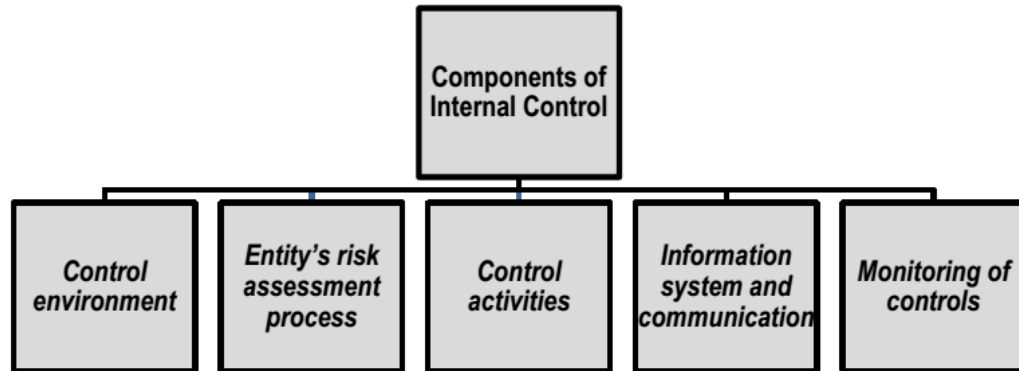 Components of
Internal Control
Control
environment
Entity’s risk
assessment
process
Control
activities
Information
system and
communication
Monitoring of
controls